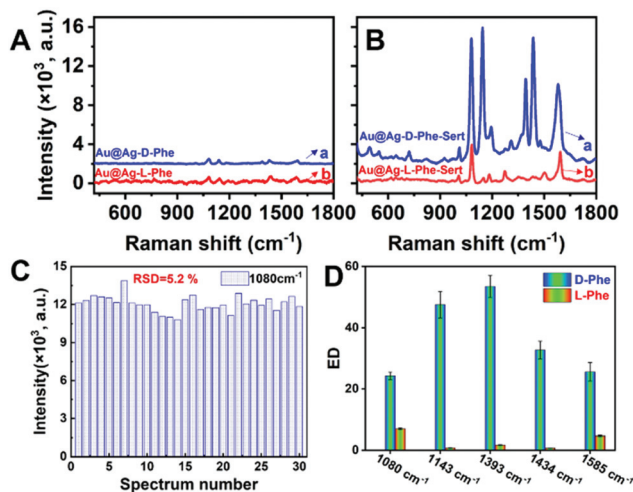 A
B
Intensity (×10³, a.u.)
16
12
8
4
0
Au@Ag-D-Phe
a
Au@Ag-L-Phe
b
600 900 1200 1500 1800
Raman shift (cm⁻¹)
Au@Ag-D-Phe-Sert
a
Au@Ag-L-Phe-Sert
b
600 900 1200 1500 1800
Raman shift (cm⁻¹)
C
Intensity(×10³, a.u.)
15
12
9
6
3
0
RSD=5.2 %
1080cm⁻¹
0 5 10 15 20 25 30
Spectrum number
D
ED
60
40
20
0
D-Phe
L-Phe
1080 cm⁻¹
1143 cm⁻¹
1393 cm⁻¹
1434 cm⁻¹
1585 cm⁻¹